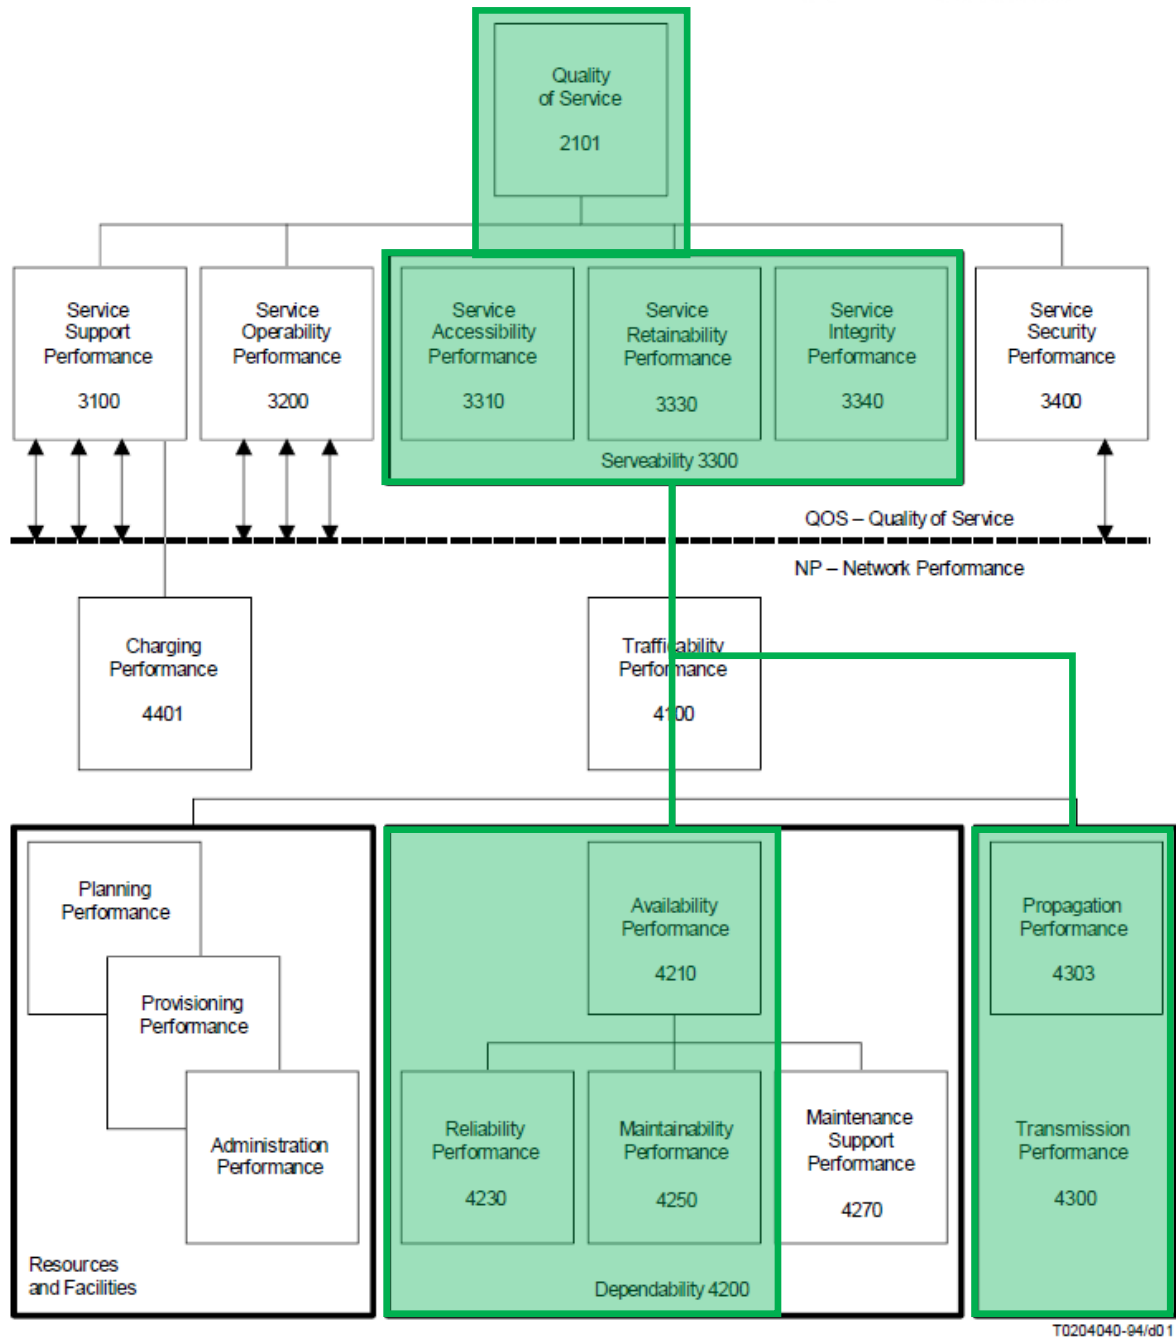 Quality
of Service
2101
Service
Support
Performance
3100
Service
Operability
Performance
3200
Service
Accessibility
Performance
3310
Service
Retainability
Performance
3330
Service
Integrity
Performance
3340
Service
Security
Performance
3400
Serveability 3300
QOS – Quality of Service
NP – Network Performance
Charging
Performance
4401
Trafficability
Performance
4100
Planning
Performance
Provisioning
Performance
Administration
Performance
Resources
and Facilities
Availability
Performance
4210
Reliability
Performance
4230
Maintainability
Performance
4250
Maintenance
Support
Performance
4270
Dependability 4200
Propagation
Performance
4303
Transmission
Performance
4300
T0204040-94/d01